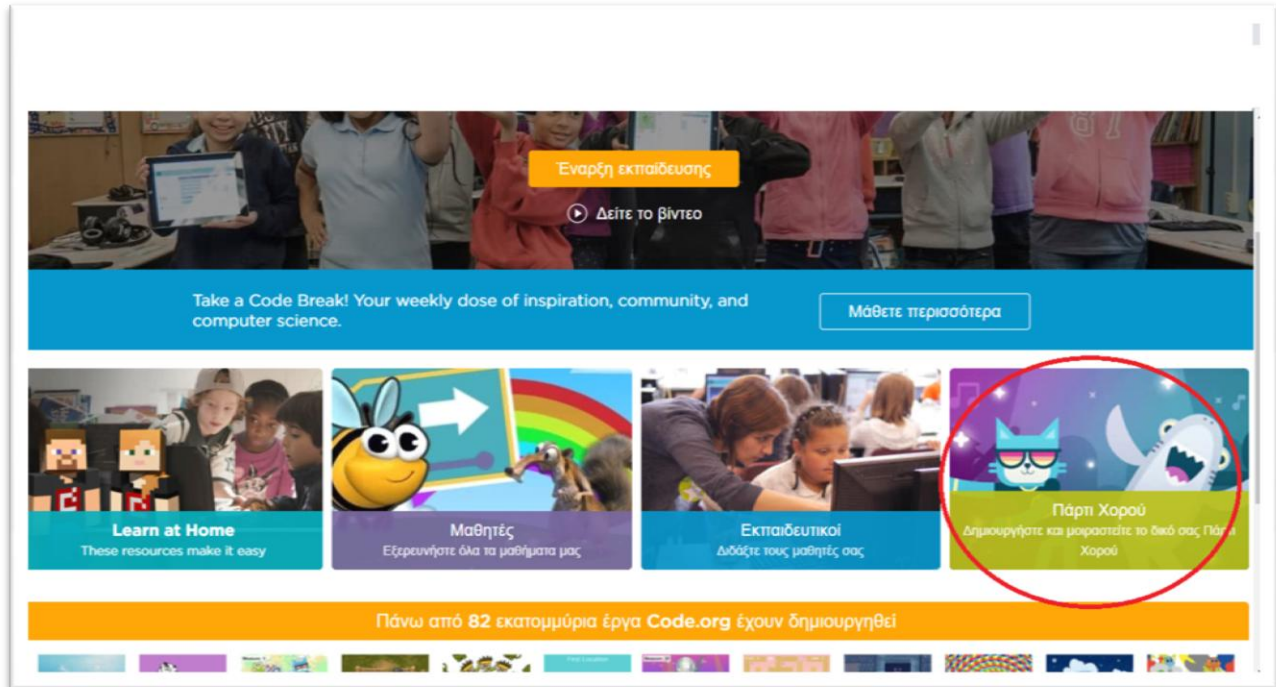 Έναρξη εκπαίδευσης
Δείτε το βίντεο
Take a Code Break! Your weekly dose of inspiration, community, and
computer science.
Μάθετε περισσότερα
Learn at Home
These resources make it easy
Μαθητές
Εξερευνήστε όλα τα μαθήματα μας
Εκπαιδευτικοί
Διδάξτε τους μαθητές σας
Πάρτι Χορού
Δημιουργήστε και μοιραστείτε το δικό σας Πάρτι
Χορού
Πάνω από 82 εκατομμύρια έργα Code.org έχουν δημιουργηθεί